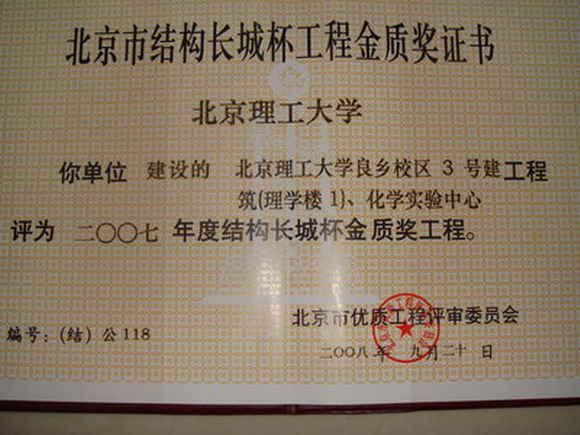 北京市结构长城杯工程金质奖证书
北京理工大学
你单位 建设的 北京理工大学良乡校区 3 号建工程
筑(理学楼 1)、化学实验中心
评为 二〇〇七 年度结构长城杯金质奖工程。
北京市优质工程评审委员会
编号：(结) 公 118
二〇〇八年 九月二十 日